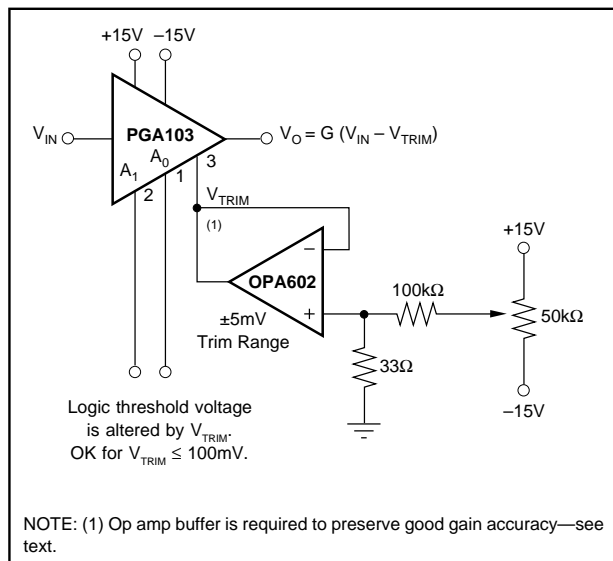 +15V
–15V
PGA103
V_IN
V_O = G (V_IN – V_TRIM)
A_1
A_0
3
1
2
V_TRIM
(1)
–
OPA602
+
±5mV
Trim Range
100kΩ
33Ω
+15V
50kΩ
–15V
Logic threshold voltage
is altered by V_TRIM.
OK for V_TRIM ≤ 100mV.
NOTE: (1) Op amp buffer is required to preserve good gain accuracy—see
text.